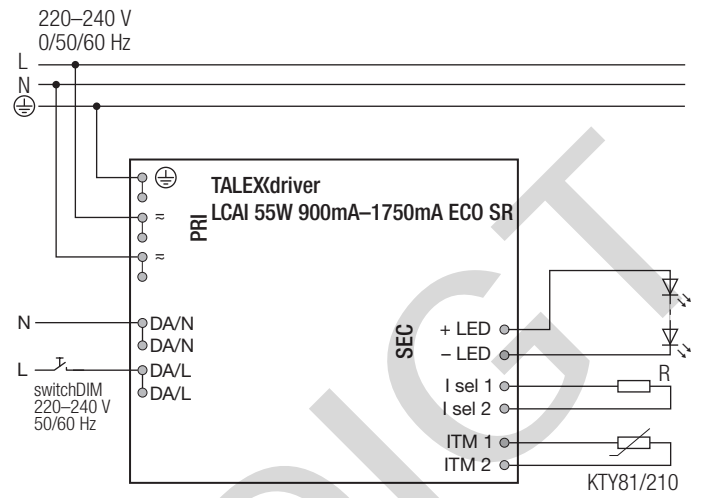 220–240 V
0/50/60 Hz
L
N
TALEXdriver
LCAI 55W 900mA–1750mA ECO SR
≂
PRI
≂
N
DA/N
DA/N
L
DA/L
DA/L
switchDIM
220–240 V
50/60 Hz
SEC
+ LED
– LED
I sel 1
R
I sel 2
ITM 1
ITM 2
KTY81/210